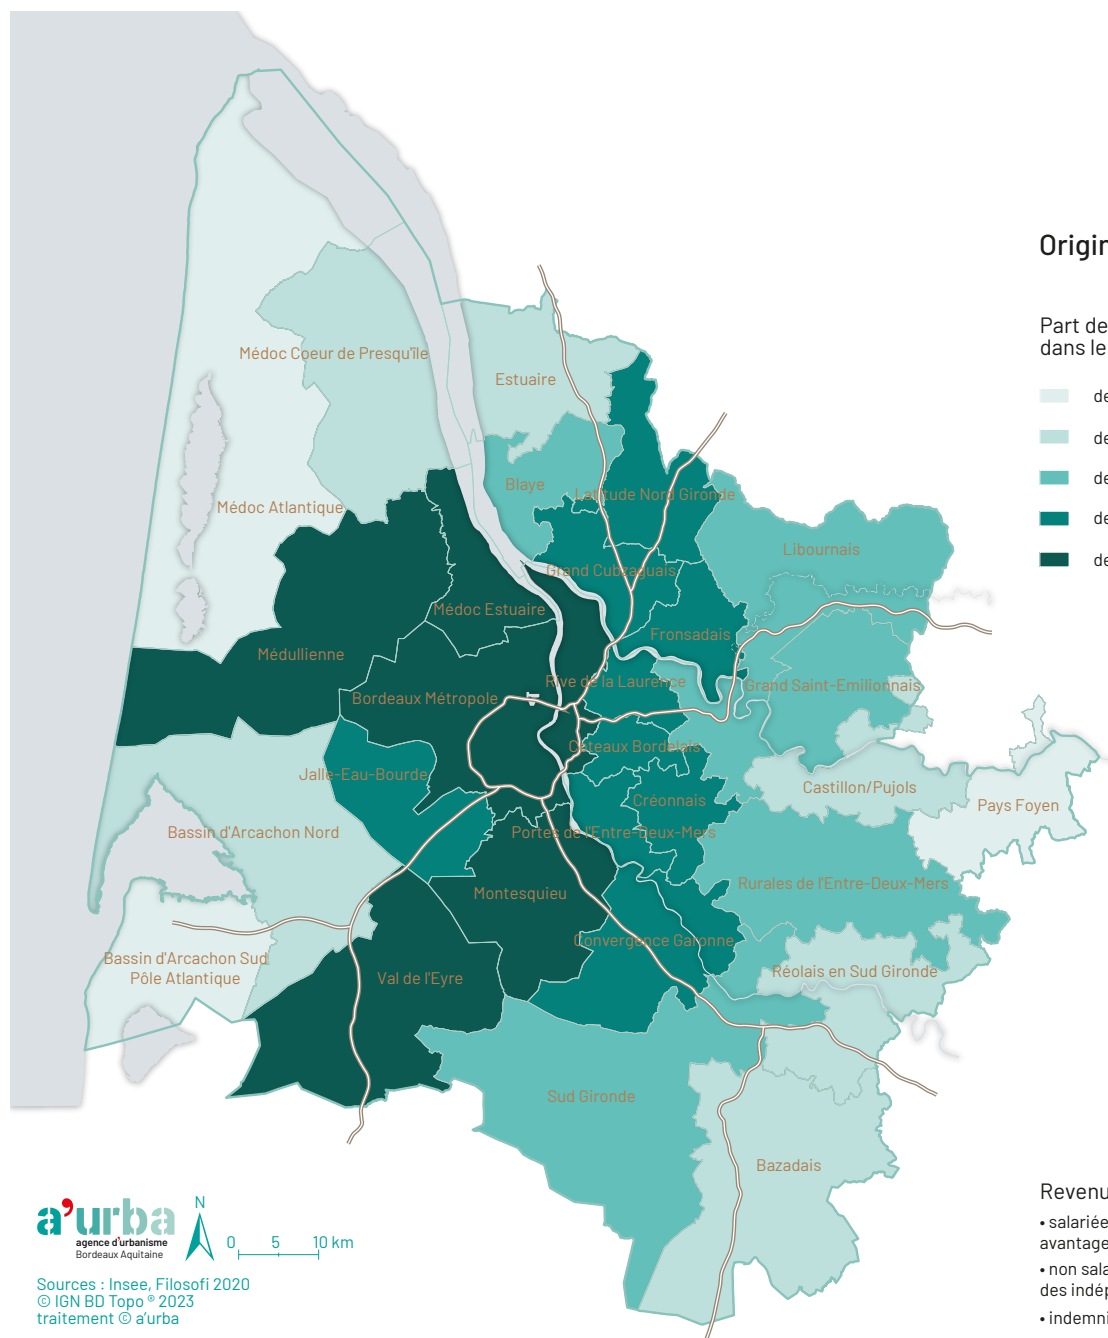 Origin
Part de
dans le
de
de
de
de
de
Médoc Coeur de Presqu'île
Estuaire
Blaye
Latitude Nord Gironde
Médoc Atlantique
Libournais
Grand Cubzaguais
Médoc Estuaire
Fronsadais
Médullienne
Rive de la Laurence
Grand Saint-Emilionnais
Bordeaux Métropole
Coteaux Bordelais
Jalle-Eau-Bourde
Castillon/Pujols
Créonnais
Pays Foyen
Bassin d'Arcachon Nord
Portes de l'Entre-Deux-Mers
Rurales de l'Entre-Deux-Mers
Montesquieu
Convergence Garonne
Bassin d'Arcachon Sud
Pôle Atlantique
Val de l'Eyre
Réolais en Sud Gironde
Sud Gironde
Bazadais
Revenu
• salariée
avantage
• non sala
des indép
• indemni
a'urba
agence d'urbanisme
Bordeaux Aquitaine
N
0 5 10 km
Sources : Insee, Filosofi 2020
© IGN BD Topo ® 2023
traitement © a'urba